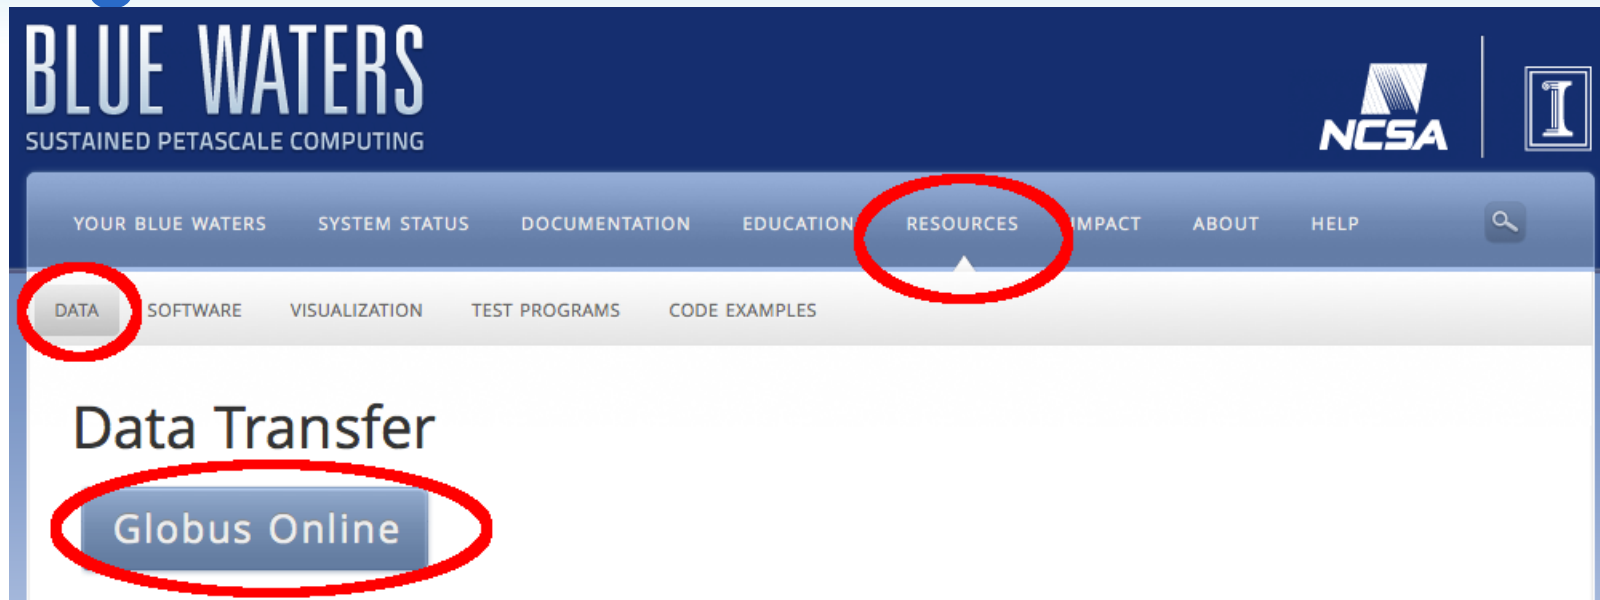 BLUE WATERS
SUSTAINED PETASCALE COMPUTING
NCSA
I
YOUR BLUE WATERS SYSTEM STATUS DOCUMENTATION EDUCATION RESOURCES IMPACT ABOUT HELP
DATA SOFTWARE VISUALIZATION TEST PROGRAMS CODE EXAMPLES
Data Transfer
Globus Online